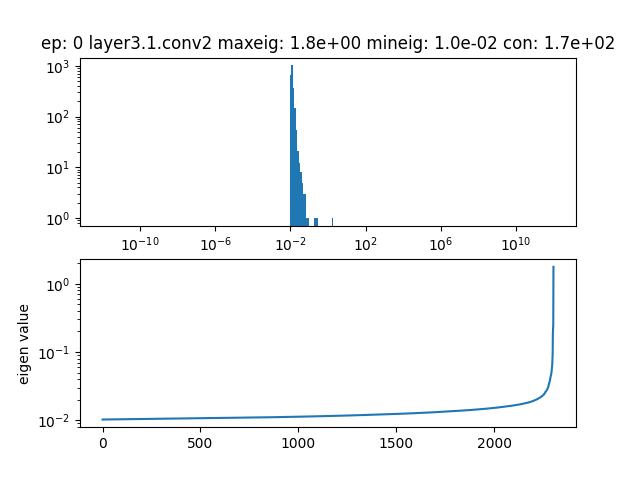 ep: 0 layer3.1.conv2 maxeig: 1.8e+00 mineig: 1.0e-02 con: 1.7e+02
10³
10²
10¹
10⁰
10⁻¹⁰ 10⁻⁶ 10⁻² 10² 10⁶ 10¹⁰
eigen value
10⁰
10⁻¹
10⁻²
0 500 1000 1500 2000